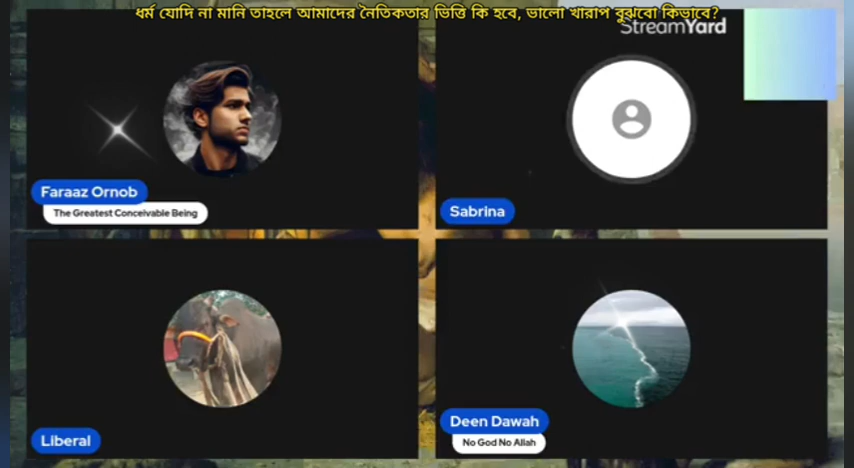 ধর্ম যোদি না মানি তাহলে আমাদের নৈতিকতার ভিত্তি কি হবে, ভালো খারাপ বুঝবো কিভাবে?
StreamYard
Faraaz Ornob
The Greatest Conceivable Being
Sabrina
Liberal
Deen Dawah
No God No Allah